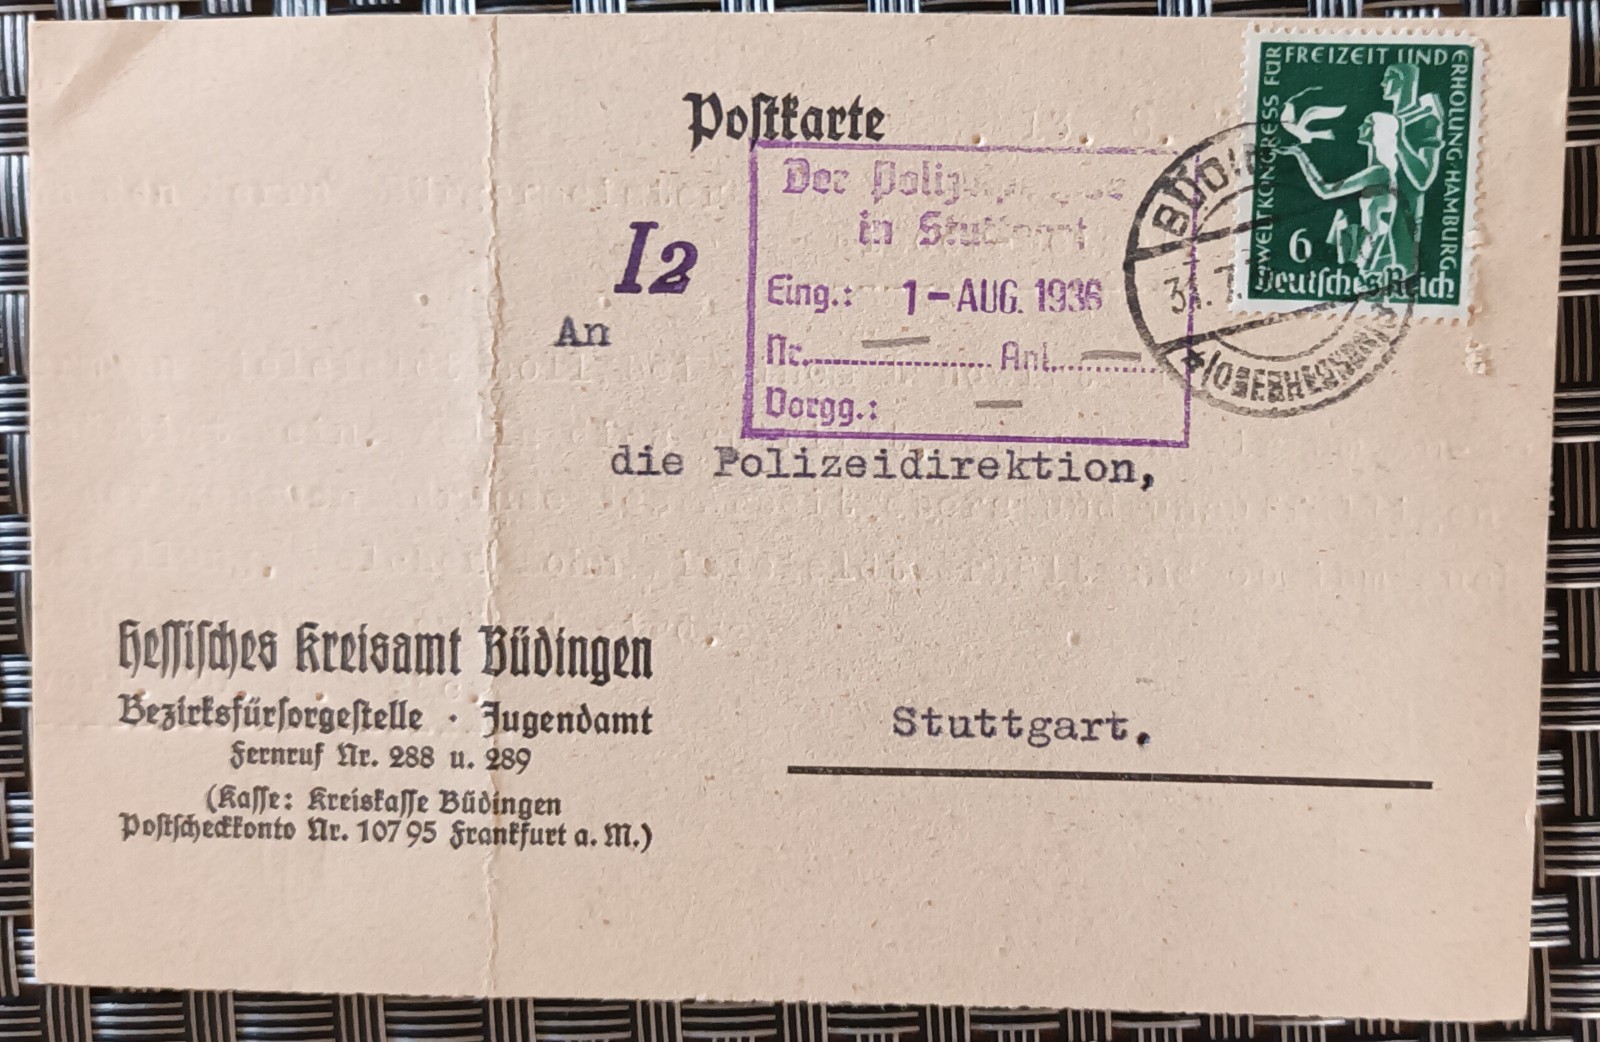 Postkarte
Der
in Stuttgart
Eing.: 1-AUG. 1936
Nr. Anl.
Vorgg.:
I2
An
die Polizeidirektion,
Stuttgart.
Hessisches Kreisamt Büdingen
Bezirksfürsorgestelle · Jugendamt
Fernruf Nr. 288 u. 289
(Kasse: Kreiskasse Büdingen
Postscheckkonto Nr. 10795 Frankfurt a. M.)
WELTKONGRESS FÜR FREIZEIT UND ERHOLUNG·HAMBURG
6
Deutsches Reich
31.7.